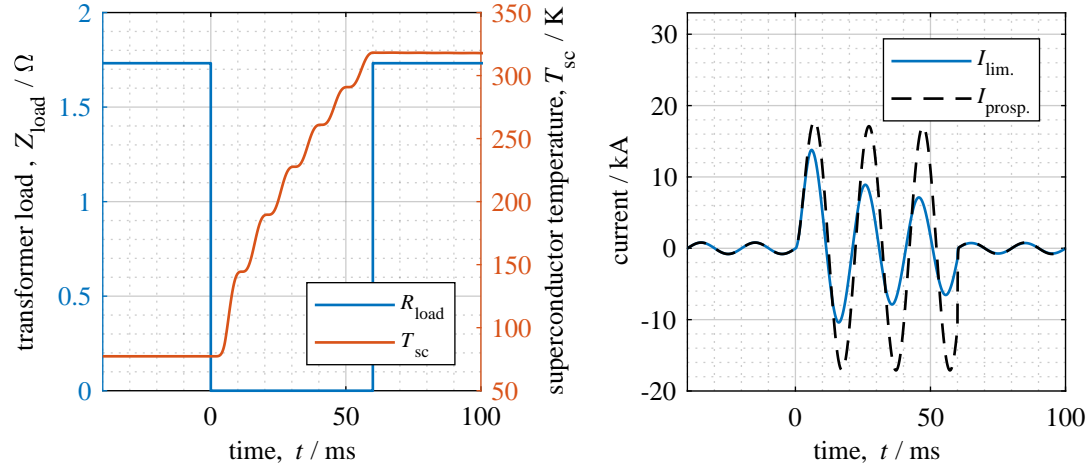 transformer load , Z_load / Ω
2
1.5
1
0.5
0
superconductor temperature, T_sc / K
350
300
250
200
150
100
50
R_load
T_sc
0
50
100
time, t / ms
current / kA
30
20
10
0
-10
-20
I_lim.
I_prosp.
0
50
100
time, t / ms